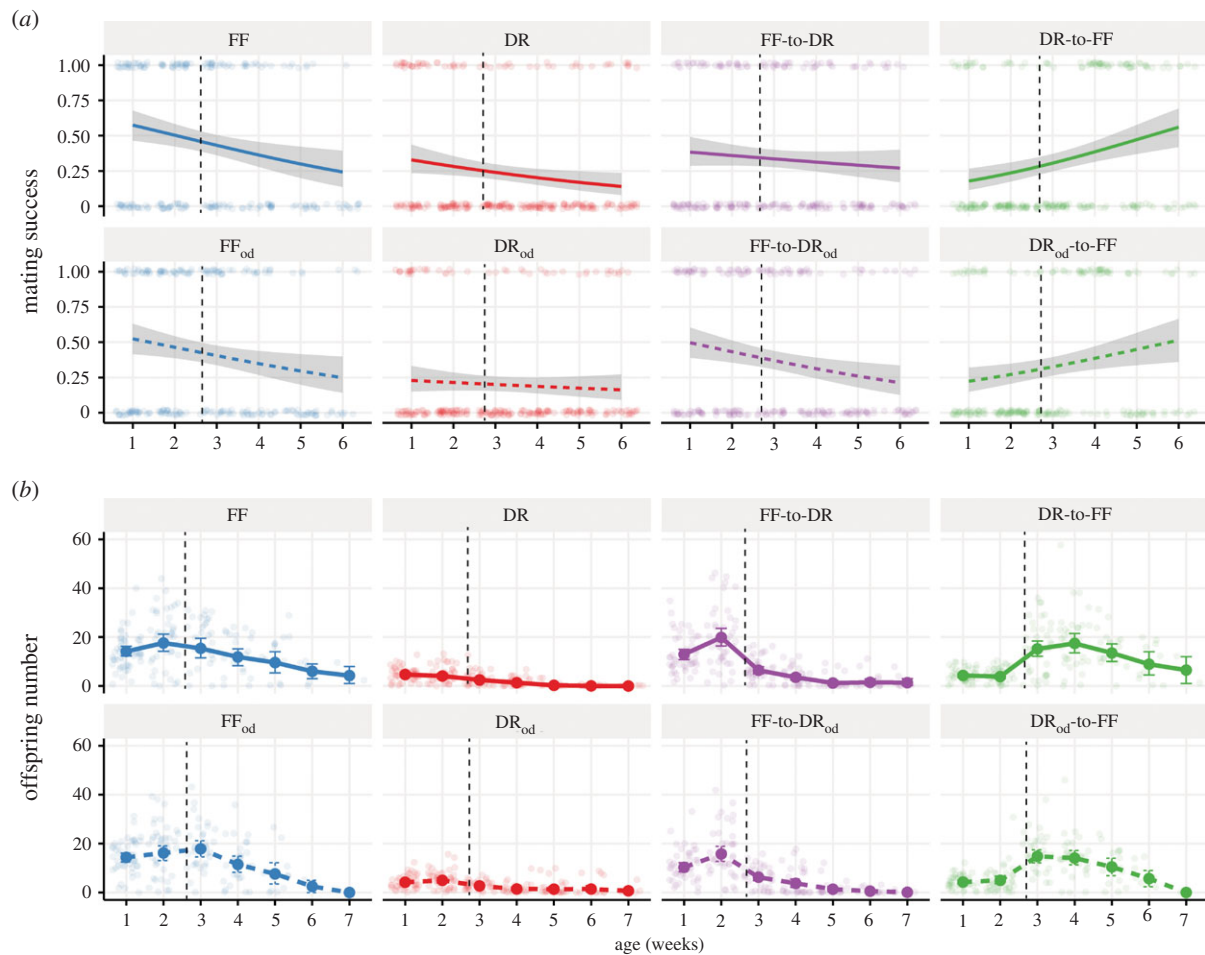 (a)
FF DR FF-to-DR DR-to-FF
1.00
0.75
0.50
0.25
0
mating success
FFod DRod FF-to-DRod DRod-to-FF
1.00
0.75
0.50
0.25
0
1 2 3 4 5 6 1 2 3 4 5 6 1 2 3 4 5 6 1 2 3 4 5 6
(b)
FF DR FF-to-DR DR-to-FF
60
40
20
0
offspring number
FFod DRod FF-to-DRod DRod-to-FF
60
40
20
0
1 2 3 4 5 6 7 1 2 3 4 5 6 7 1 2 3 4 5 6 7 1 2 3 4 5 6 7
age (weeks)